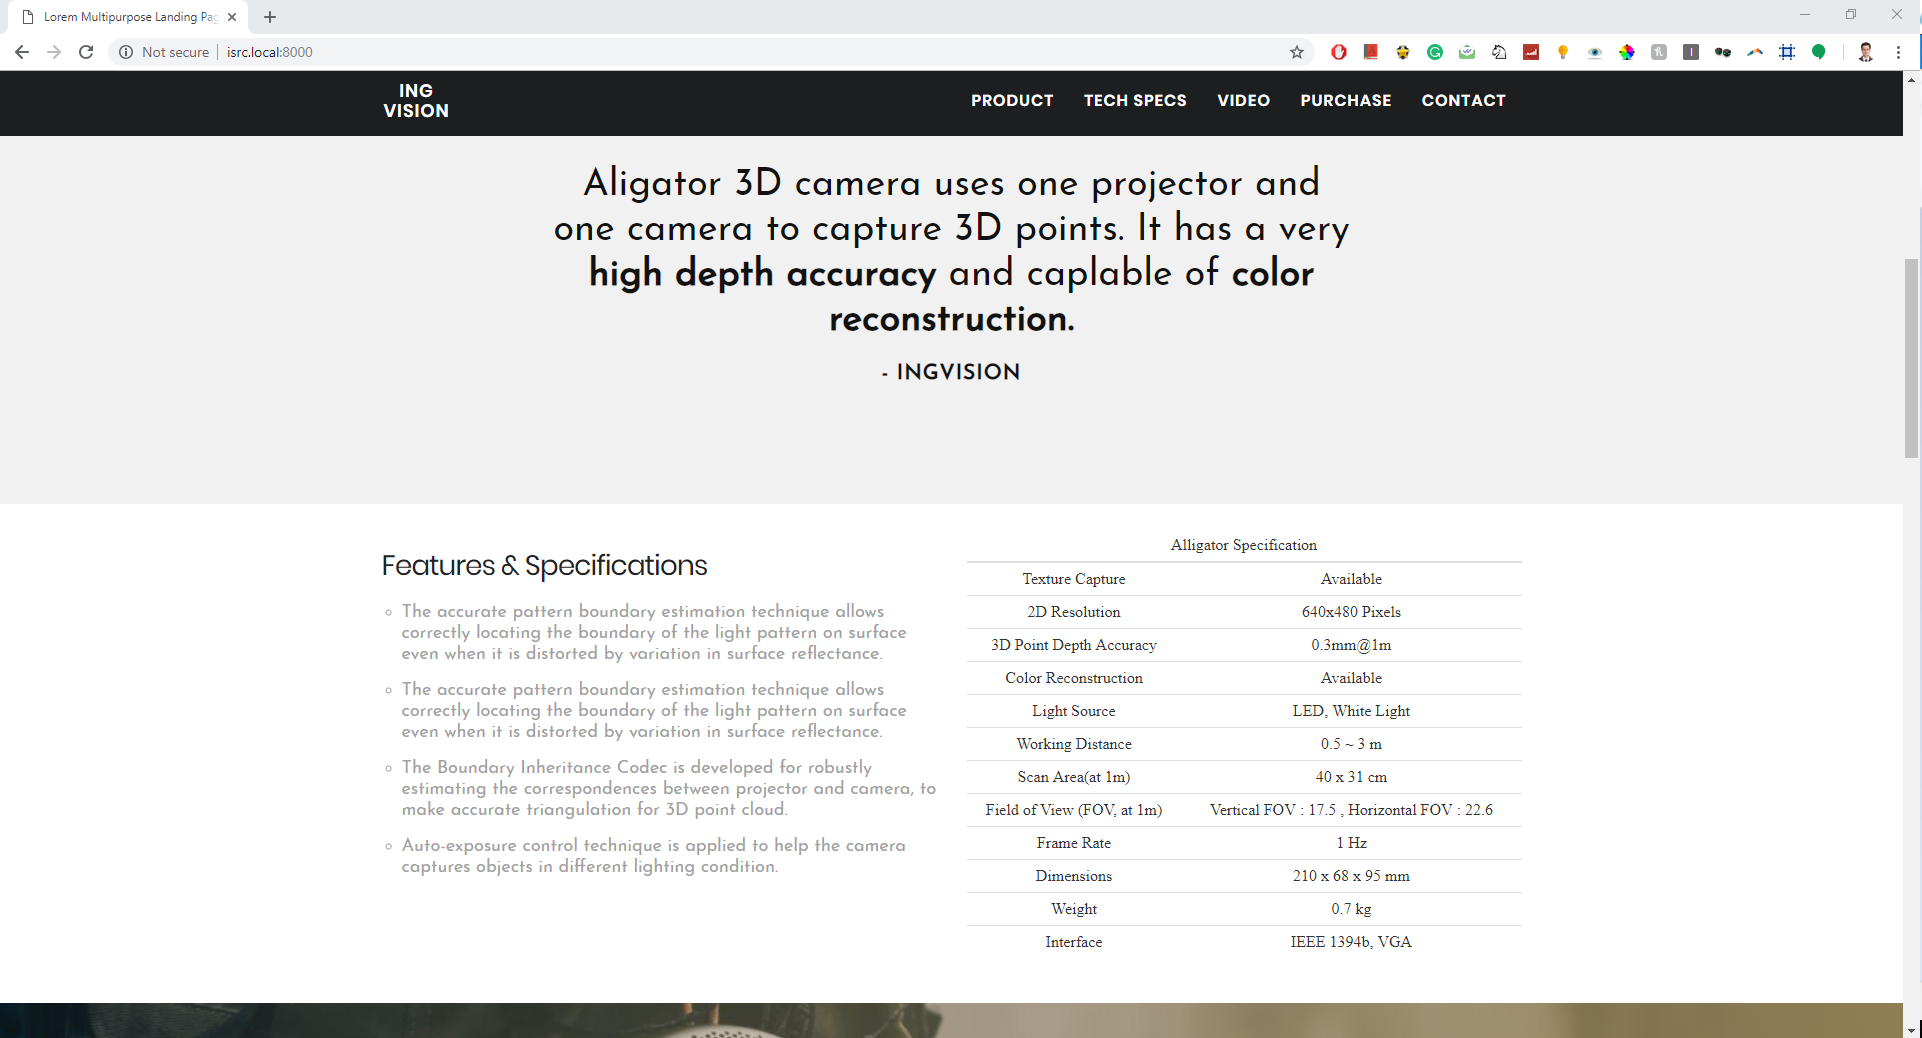 Lorem Multipurpose Landing Pag
Not secure isrc.local:8000
ING
VISION
PRODUCT TECH SPECS VIDEO PURCHASE CONTACT
Aligator 3D camera uses one projector and
one camera to capture 3D points. It has a very
high depth accuracy and caplable of color
reconstruction.
- INGVISION
Features & Specifications
The accurate pattern boundary estimation technique allows
correctly locating the boundary of the light pattern on surface
even when it is distorted by variation in surface reflectance.
The accurate pattern boundary estimation technique allows
correctly locating the boundary of the light pattern on surface
even when it is distorted by variation in surface reflectance.
The Boundary Inheritance Codec is developed for robustly
estimating the correspondences between projector and camera, to
make accurate triangulation for 3D point cloud.
Auto-exposure control technique is applied to help the camera
captures objects in different lighting condition.
Alligator Specification
Texture Capture Available
2D Resolution 640x480 Pixels
3D Point Depth Accuracy 0.3mm@1m
Color Reconstruction Available
Light Source LED, White Light
Working Distance 0.5 ~ 3 m
Scan Area(at 1m) 40 x 31 cm
Field of View (FOV, at 1m) Vertical FOV : 17.5 , Horizontal FOV : 22.6
Frame Rate 1 Hz
Dimensions 210 x 68 x 95 mm
Weight 0.7 kg
Interface IEEE 1394b, VGA